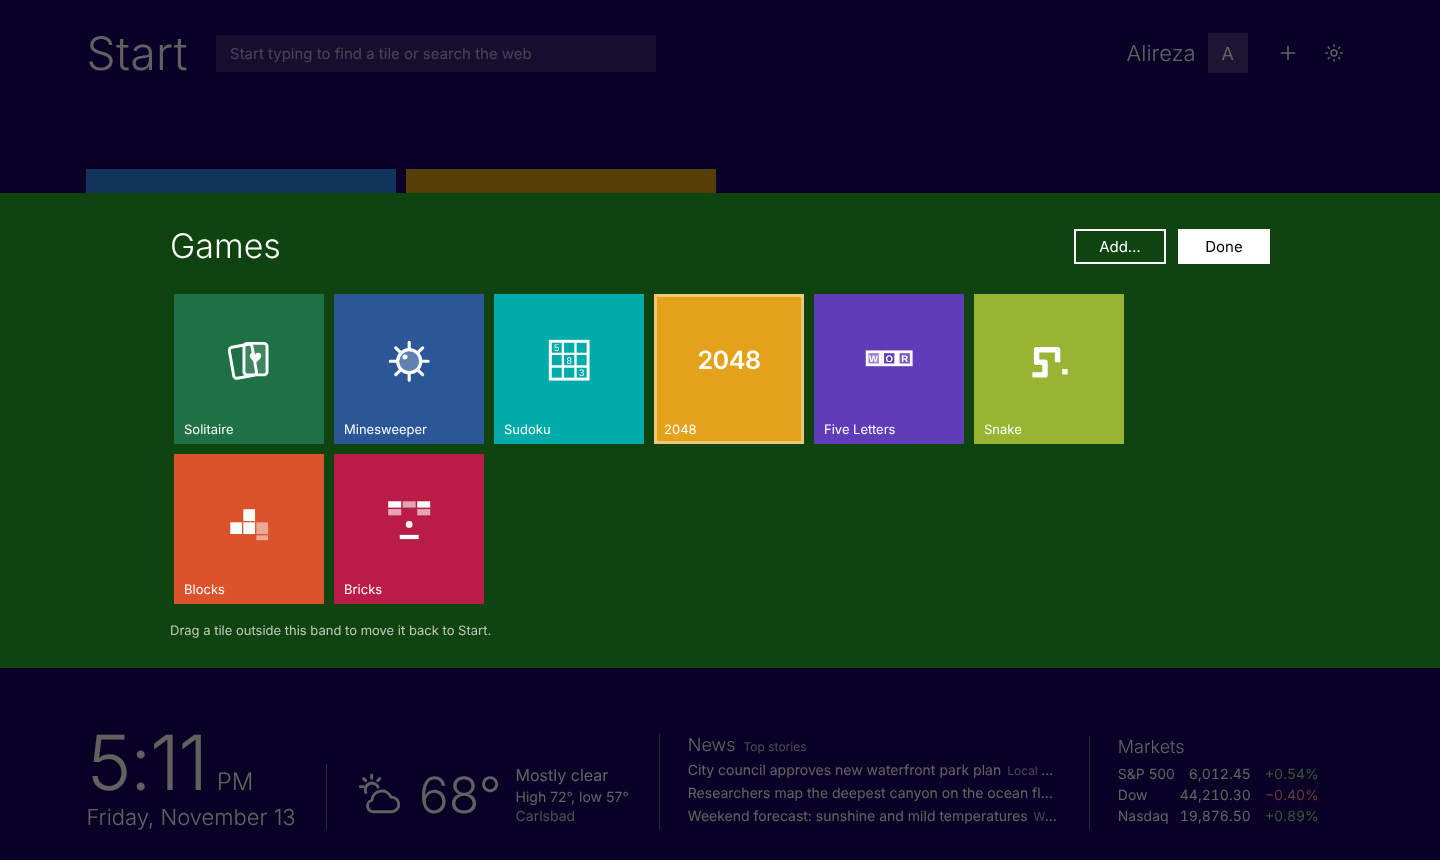 Start
Start typing to find a tile or search the web
Alireza A
Games
Add...
Done
5
8
3
2048
W O R
Solitaire
Minesweeper
Sudoku
2048
Five Letters
Snake
Blocks
Bricks
Drag a tile outside this band to move it back to Start.
5:11 PM
Friday, November 13
68°
Mostly clear
High 72°, low 57°
Carlsbad
News Top stories
City council approves new waterfront park plan Local ...
Researchers map the deepest canyon on the ocean fl...
Weekend forecast: sunshine and mild temperatures W...
Markets
S&P 500 6,012.45 +0.54%
Dow 44,210.30 −0.40%
Nasdaq 19,876.50 +0.89%